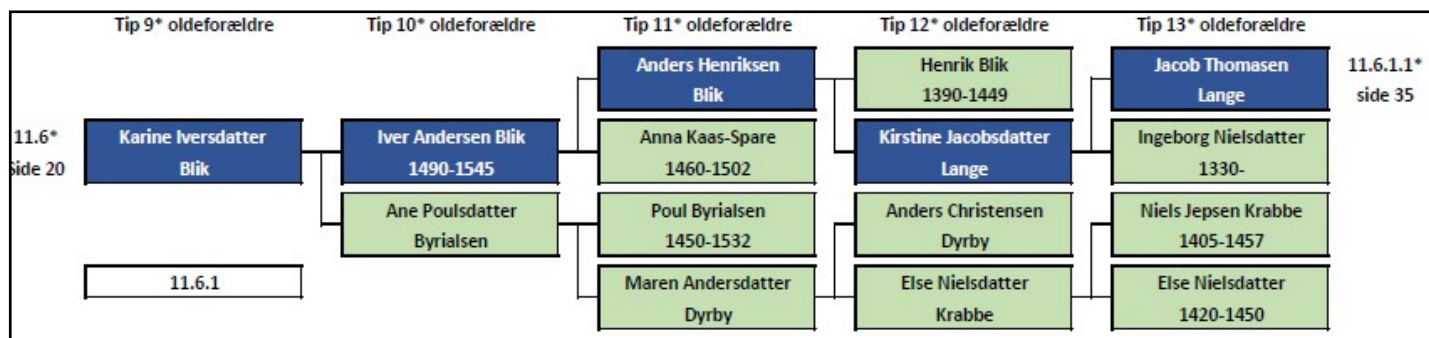 Tip 9* oldeforældre Tip 10* oldeforældre Tip 11* oldeforældre Tip 12* oldeforældre Tip 13* oldeforældre
Anders Henriksen Henrik Blik Jacob Thomasen 11.6.1.1*
Blik 1390-1449 Lange side 35
11.6* Karine Iversdatter Iver Andersen Blik Anna Kaas-Spare Kirstine Jacobsdatter Ingeborg Nielsdatter
Side 20 Blik 1490-1545 1460-1502 Lange 1330-
Ane Poulsdatter Poul Byrialsen Anders Christensen Niels Jepsen Krabbe
Byrialsen 1450-1532 Dyrby 1405-1457
11.6.1 Maren Andersdatter Else Nielsdatter Else Nielsdatter
Dyrby Krabbe 1420-1450